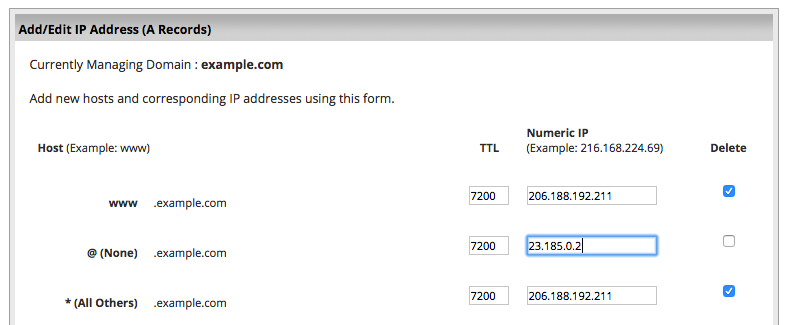 Add/Edit IP Address (A Records)
Currently Managing Domain : example.com
Add new hosts and corresponding IP addresses using this form.
Host (Example: www) TTL Numeric IP (Example: 216.168.224.69) Delete
www .example.com 7200 206.188.192.211
@ (None) .example.com 7200 23.185.0.2
* (All Others) .example.com 7200 206.188.192.211